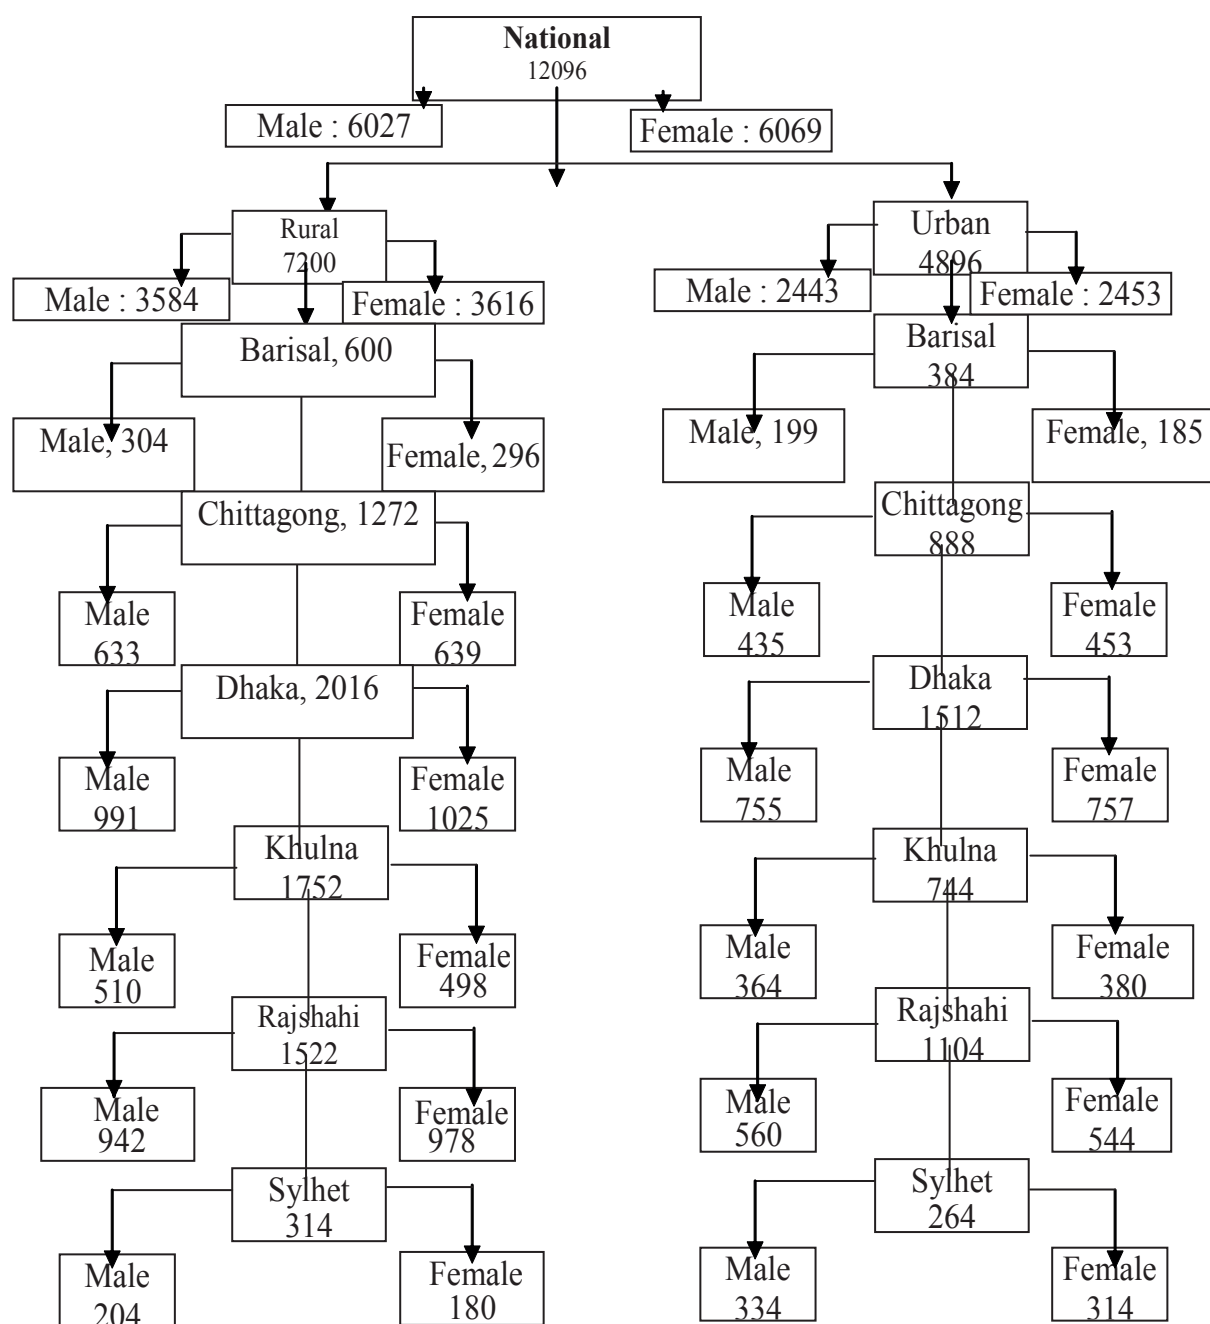 National
12096
Male : 6027
Female : 6069
Rural
7200
Male : 3584
Female : 3616
Barisal, 600
Male, 304
Female, 296
Chittagong, 1272
Male
633
Female
639
Dhaka, 2016
Male
991
Female
1025
Khulna
1752
Male
510
Female
498
Rajshahi
1522
Male
942
Female
978
Sylhet
314
Male
204
Female
180
Urban
4896
Male : 2443
Female : 2453
Barisal
384
Male, 199
Female, 185
Chittagong
888
Male
435
Female
453
Dhaka
1512
Male
755
Female
757
Khulna
744
Male
364
Female
380
Rajshahi
1104
Male
560
Female
544
Sylhet
264
Male
334
Female
314